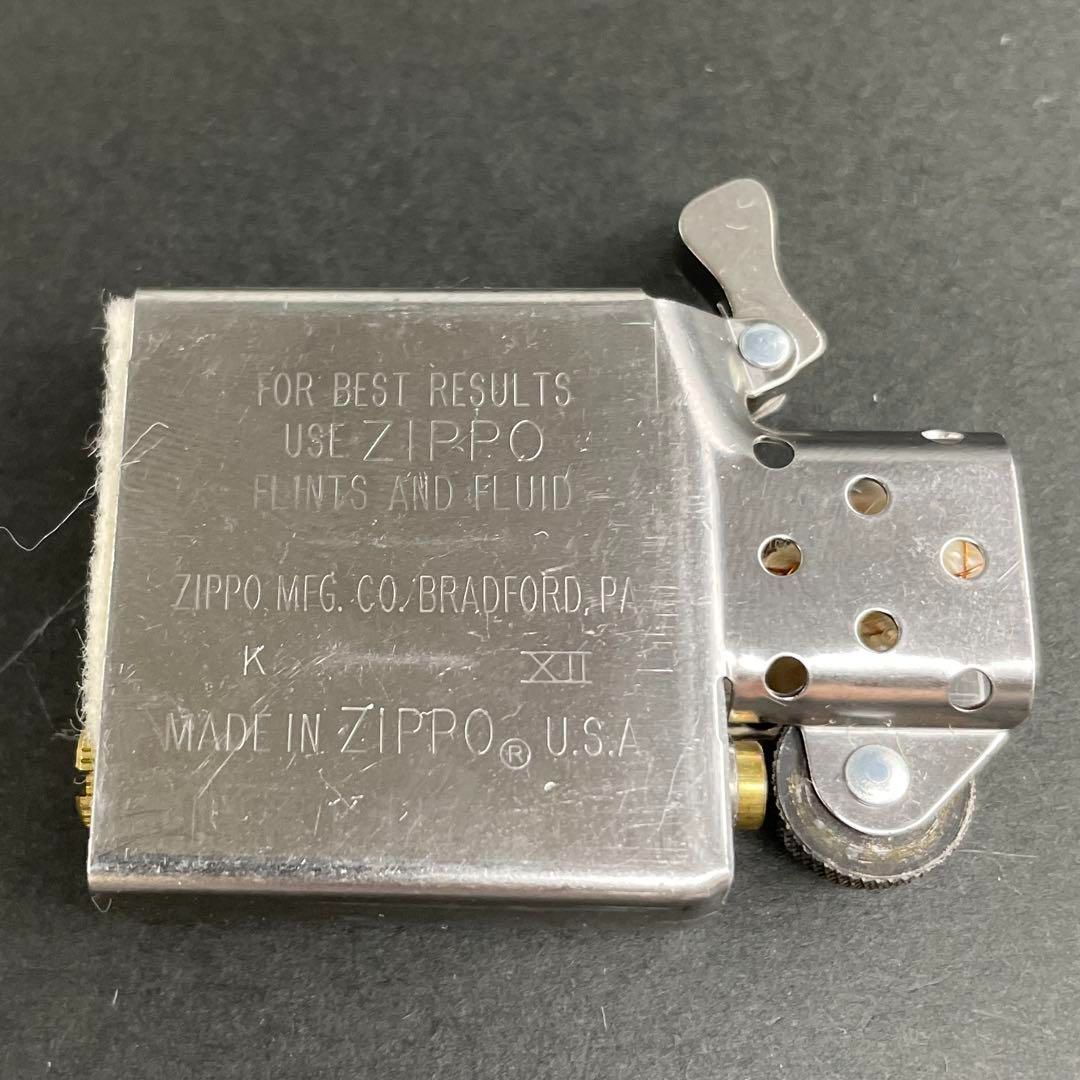 FOR BEST RESULTS
USE ZIPPO
FLINTS AND FLUID
ZIPPO MFG. CO. BRADFORD, PA
K XII
MADE IN ZIPPO® U.S.A